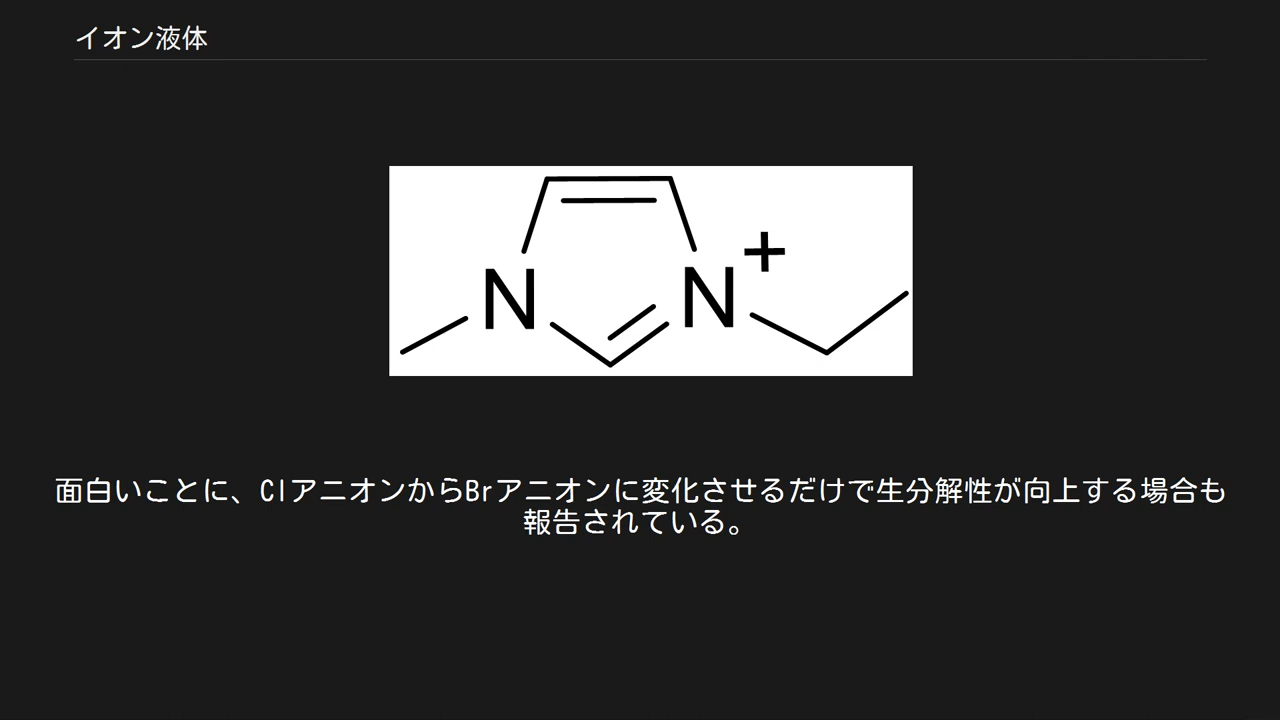 イオン液体
N
N
+
面白いことに、ClアニオンからBrアニオンに変化させるだけで生分解性が向上する場合も
報告されている。